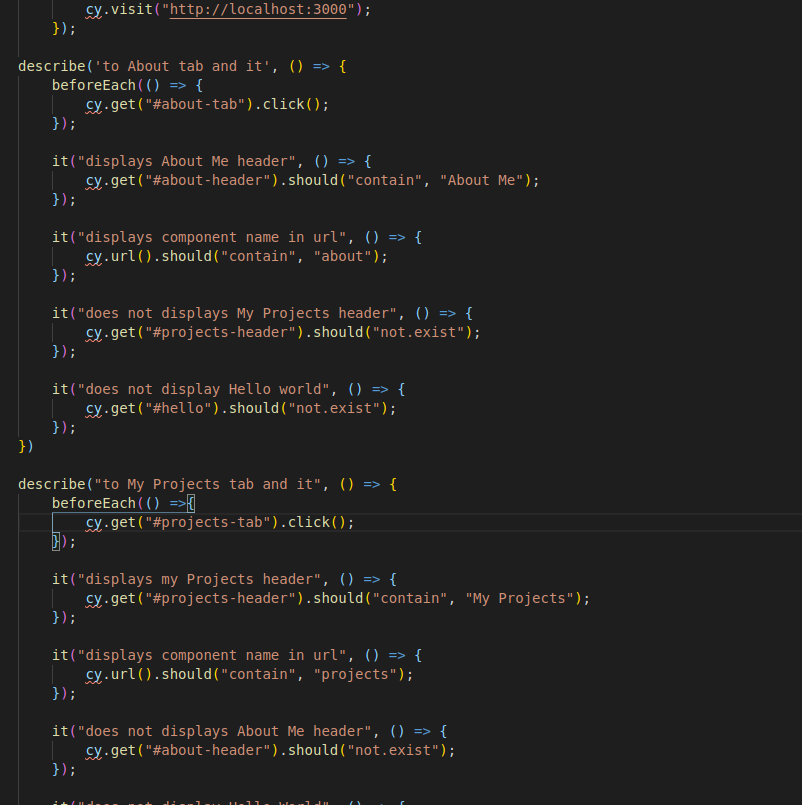 cy.visit("http://localhost:3000");
});
describe('to About tab and it', () => {
beforeEach(() => {
cy.get("#about-tab").click();
});
it("displays About Me header", () => {
cy.get("#about-header").should("contain", "About Me");
});
it("displays component name in url", () => {
cy.url().should("contain", "about");
});
it("does not displays My Projects header", () => {
cy.get("#projects-header").should("not.exist");
});
it("does not display Hello world", () => {
cy.get("#hello").should("not.exist");
});
})
describe("to My Projects tab and it", () => {
beforeEach(() =>{
cy.get("#projects-tab").click();
});
it("displays my Projects header", () => {
cy.get("#projects-header").should("contain", "My Projects");
});
it("displays component name in url", () => {
cy.url().should("contain", "projects");
});
it("does not displays About Me header", () => {
cy.get("#about-header").should("not.exist");
});
it("does not display Hello World", () => {